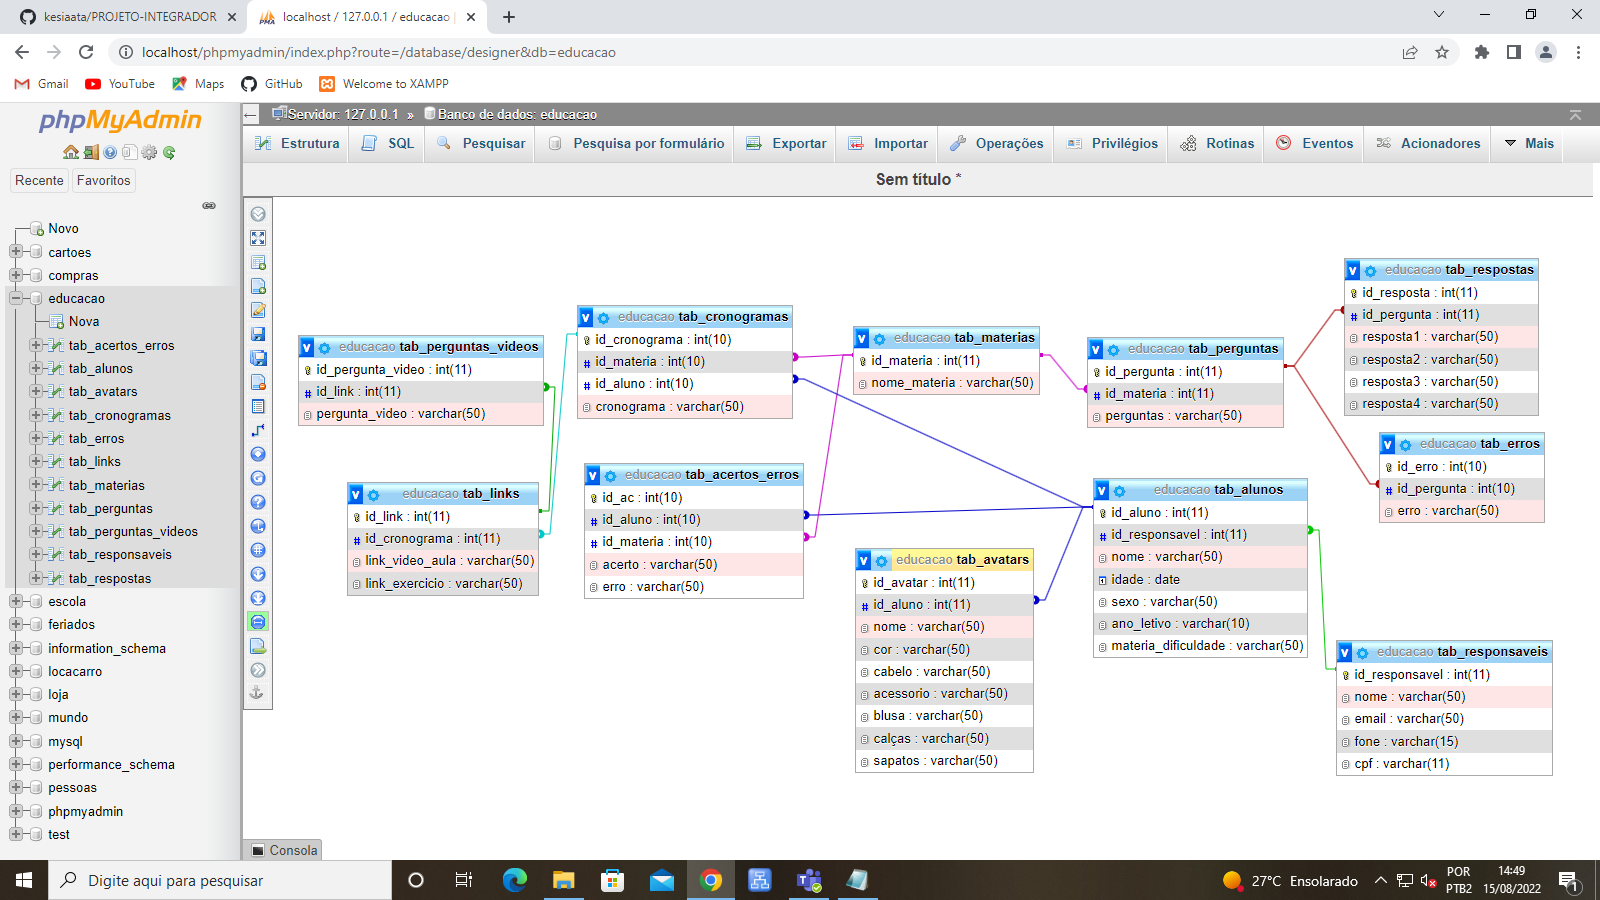 kesiaata/PROJETO-INTEGRADOR
localhost / 127.0.0.1 / educacao |
localhost/phpmyadmin/index.php?route=/database/designer&db=educacao
Gmail YouTube Maps GitHub Welcome to XAMPP
phpMyAdmin
Recente Favoritos
Novo
cartoes
compras
educacao
Nova
tab_acertos_erros
tab_alunos
tab_avatars
tab_cronogramas
tab_erros
tab_links
tab_materias
tab_perguntas
tab_perguntas_videos
tab_responsaveis
tab_respostas
escola
feriados
information_schema
locacarro
loja
mundo
mysql
performance_schema
pessoas
phpmyadmin
test
Servidor: 127.0.0.1 » Banco de dados: educacao
Estrutura SQL Pesquisar Pesquisa por formulário Exportar Importar Operações Privilégios Rotinas Eventos Acionadores Mais
Sem título *
educacao tab_perguntas_videos
id_pergunta_video : int(11)
id_link : int(11)
pergunta_video : varchar(50)
educacao tab_links
id_link : int(11)
id_cronograma : int(11)
link_video_aula : varchar(50)
link_exercicio : varchar(50)
educacao tab_cronogramas
id_cronograma : int(10)
id_materia : int(10)
id_aluno : int(10)
cronograma : varchar(50)
educacao tab_acertos_erros
id_ac : int(10)
id_aluno : int(10)
id_materia : int(10)
acerto : varchar(50)
erro : varchar(50)
educacao tab_materias
id_materia : int(11)
nome_materia : varchar(50)
educacao tab_avatars
id_avatar : int(11)
id_aluno : int(11)
nome : varchar(50)
cor : varchar(50)
cabelo : varchar(50)
acessorio : varchar(50)
blusa : varchar(50)
calças : varchar(50)
sapatos : varchar(50)
educacao tab_perguntas
id_pergunta : int(11)
id_materia : int(11)
perguntas : varchar(50)
educacao tab_alunos
id_aluno : int(11)
id_responsavel : int(11)
nome : varchar(50)
idade : date
sexo : varchar(50)
ano_letivo : varchar(10)
materia_dificuldade : varchar(50)
educacao tab_respostas
id_resposta : int(11)
id_pergunta : int(11)
resposta1 : varchar(50)
resposta2 : varchar(50)
resposta3 : varchar(50)
resposta4 : varchar(50)
educacao tab_erros
id_erro : int(10)
id_pergunta : int(10)
erro : varchar(50)
educacao tab_responsaveis
id_responsavel : int(11)
nome : varchar(50)
email : varchar(50)
fone : varchar(15)
cpf : varchar(11)
Consola
Digite aqui para pesquisar
27°C Ensolarado
POR
PTB2
14:49
15/08/2022
1